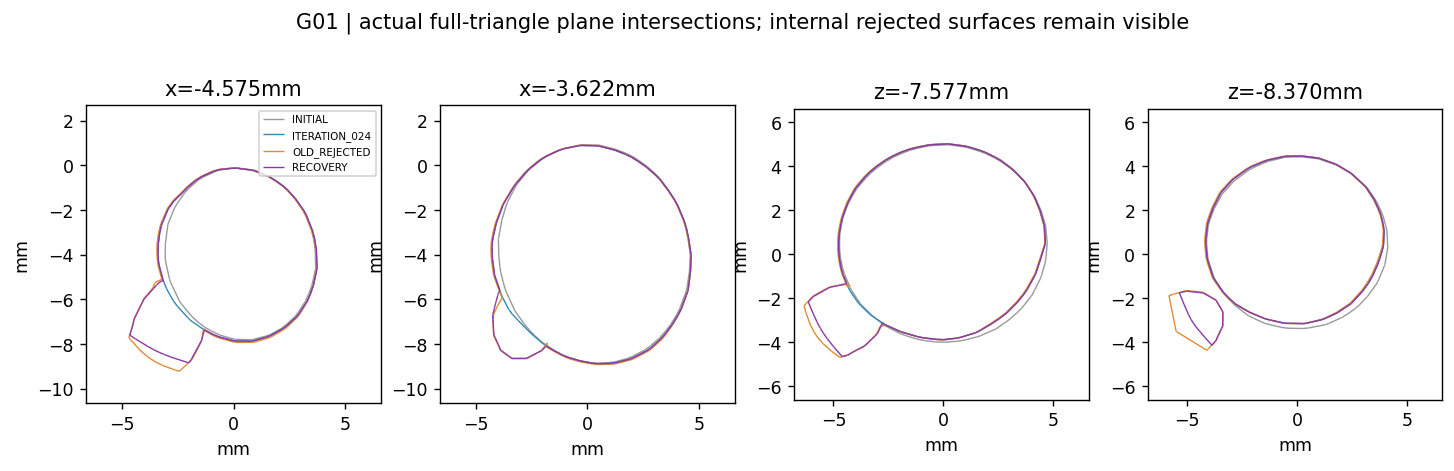 G01 | actual full-triangle plane intersections; internal rejected surfaces remain visible
x=-4.575mm
x=-3.622mm
z=-7.577mm
z=-8.370mm
INITIAL
ITERATION_024
OLD_REJECTED
RECOVERY
2
0
−2
−4
−6
−8
−10
mm
−5
0
5
mm
2
0
−2
−4
−6
−8
−10
mm
−5
0
5
mm
6
4
2
0
−2
−4
−6
mm
−5
0
5
mm
6
4
2
0
−2
−4
−6
mm
−5
0
5
mm